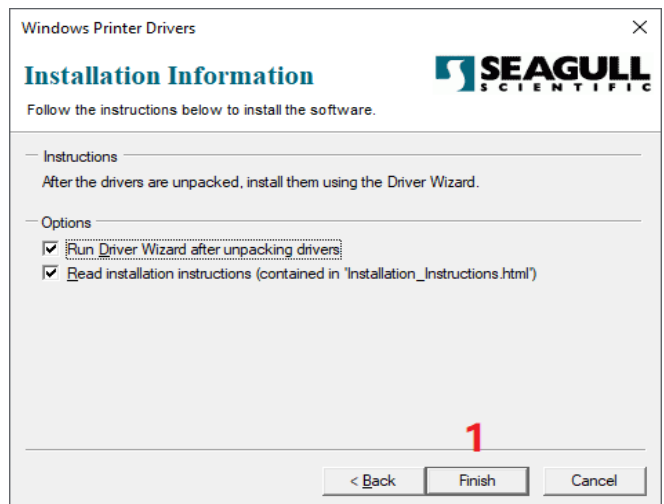 Windows Printer Drivers
Installation Information
SEAGULL
SCIENTIFIC
Follow the instructions below to install the software.
Instructions
After the drivers are unpacked, install them using the Driver Wizard.
Options
Run Driver Wizard after unpacking drivers
Read installation instructions (contained in 'Installation_Instructions.html')
1
< Back
Finish
Cancel